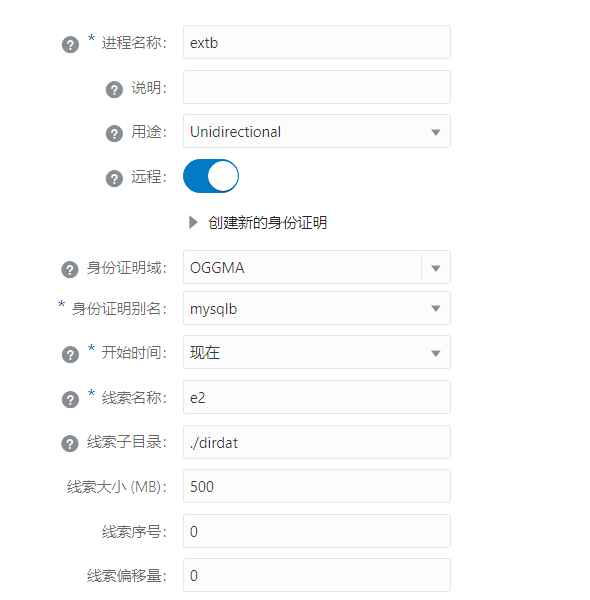 ? * 进程名称: extb
? 说明:
? 用途: Unidirectional
? 远程:
创建新的身份证明
? 身份证明域: OGGMA
* 身份证明别名: mysqlb
? * 开始时间: 现在
? * 线索名称: e2
? 线索子目录: ./dirdat
线索大小 (MB): 500
线索序号: 0
线索偏移量: 0